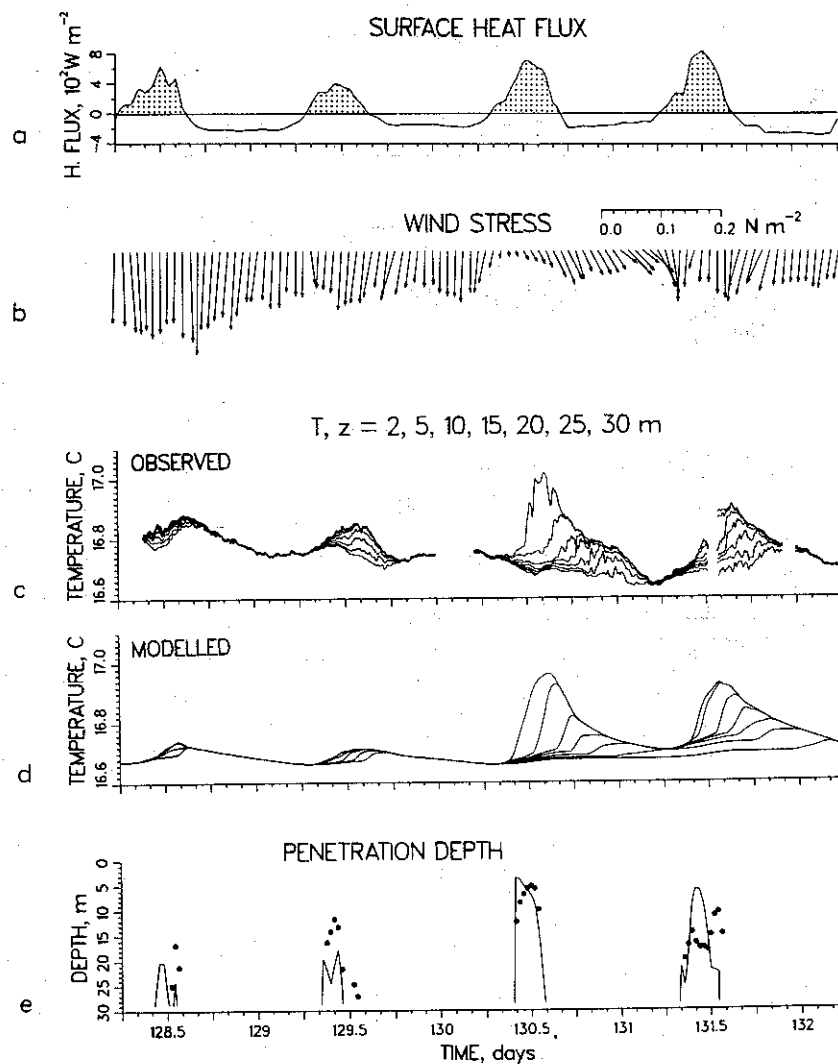 SURFACE HEAT FLUX
H. FLUX, 10²W m⁻²
8
4
0
-4
a
WIND STRESS
0.0 0.1 0.2 N m⁻²
b
T, z = 2, 5, 10, 15, 20, 25, 30 m
OBSERVED
TEMPERATURE, C
17.0
16.8
16.6
c
MODELLED
TEMPERATURE, C
17.0
16.8
16.6
d
PENETRATION DEPTH
DEPTH, m
0
5
10
15
20
25
30
e
128.5 129 129.5 130 130.5 131 131.5 132
TIME, days